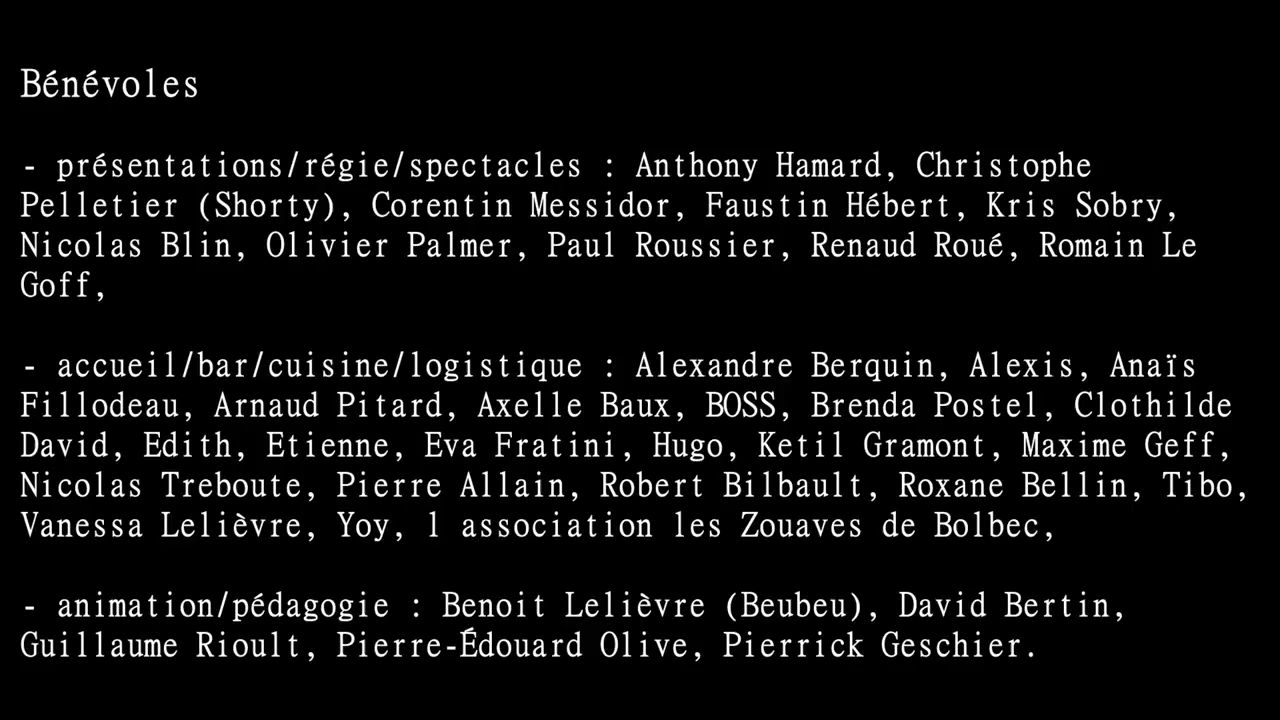 Bénévoles
- présentations/régie/spectacles : Anthony Hamard, Christophe
Pelletier (Shorty), Corentin Messidor, Faustin Hébert, Kris Sobry,
Nicolas Blin, Olivier Palmer, Paul Roussier, Renaud Roué, Romain Le
Goff,
- accueil/bar/cuisine/logistique : Alexandre Berquin, Alexis, Anaïs
Fillodeau, Arnaud Pitard, Axelle Baux, BOSS, Brenda Postel, Clothilde
David, Edith, Etienne, Eva Fratini, Hugo, Ketil Gramont, Maxime Geff,
Nicolas Treboute, Pierre Allain, Robert Bilbault, Roxane Bellin, Tibo,
Vanessa Lelièvre, Yoy, l association les Zouaves de Bolbec,
- animation/pédagogie : Benoit Lelièvre (Beubeu), David Bertin,
Guillaume Rioult, Pierre-Édouard Olive, Pierrick Geschier.